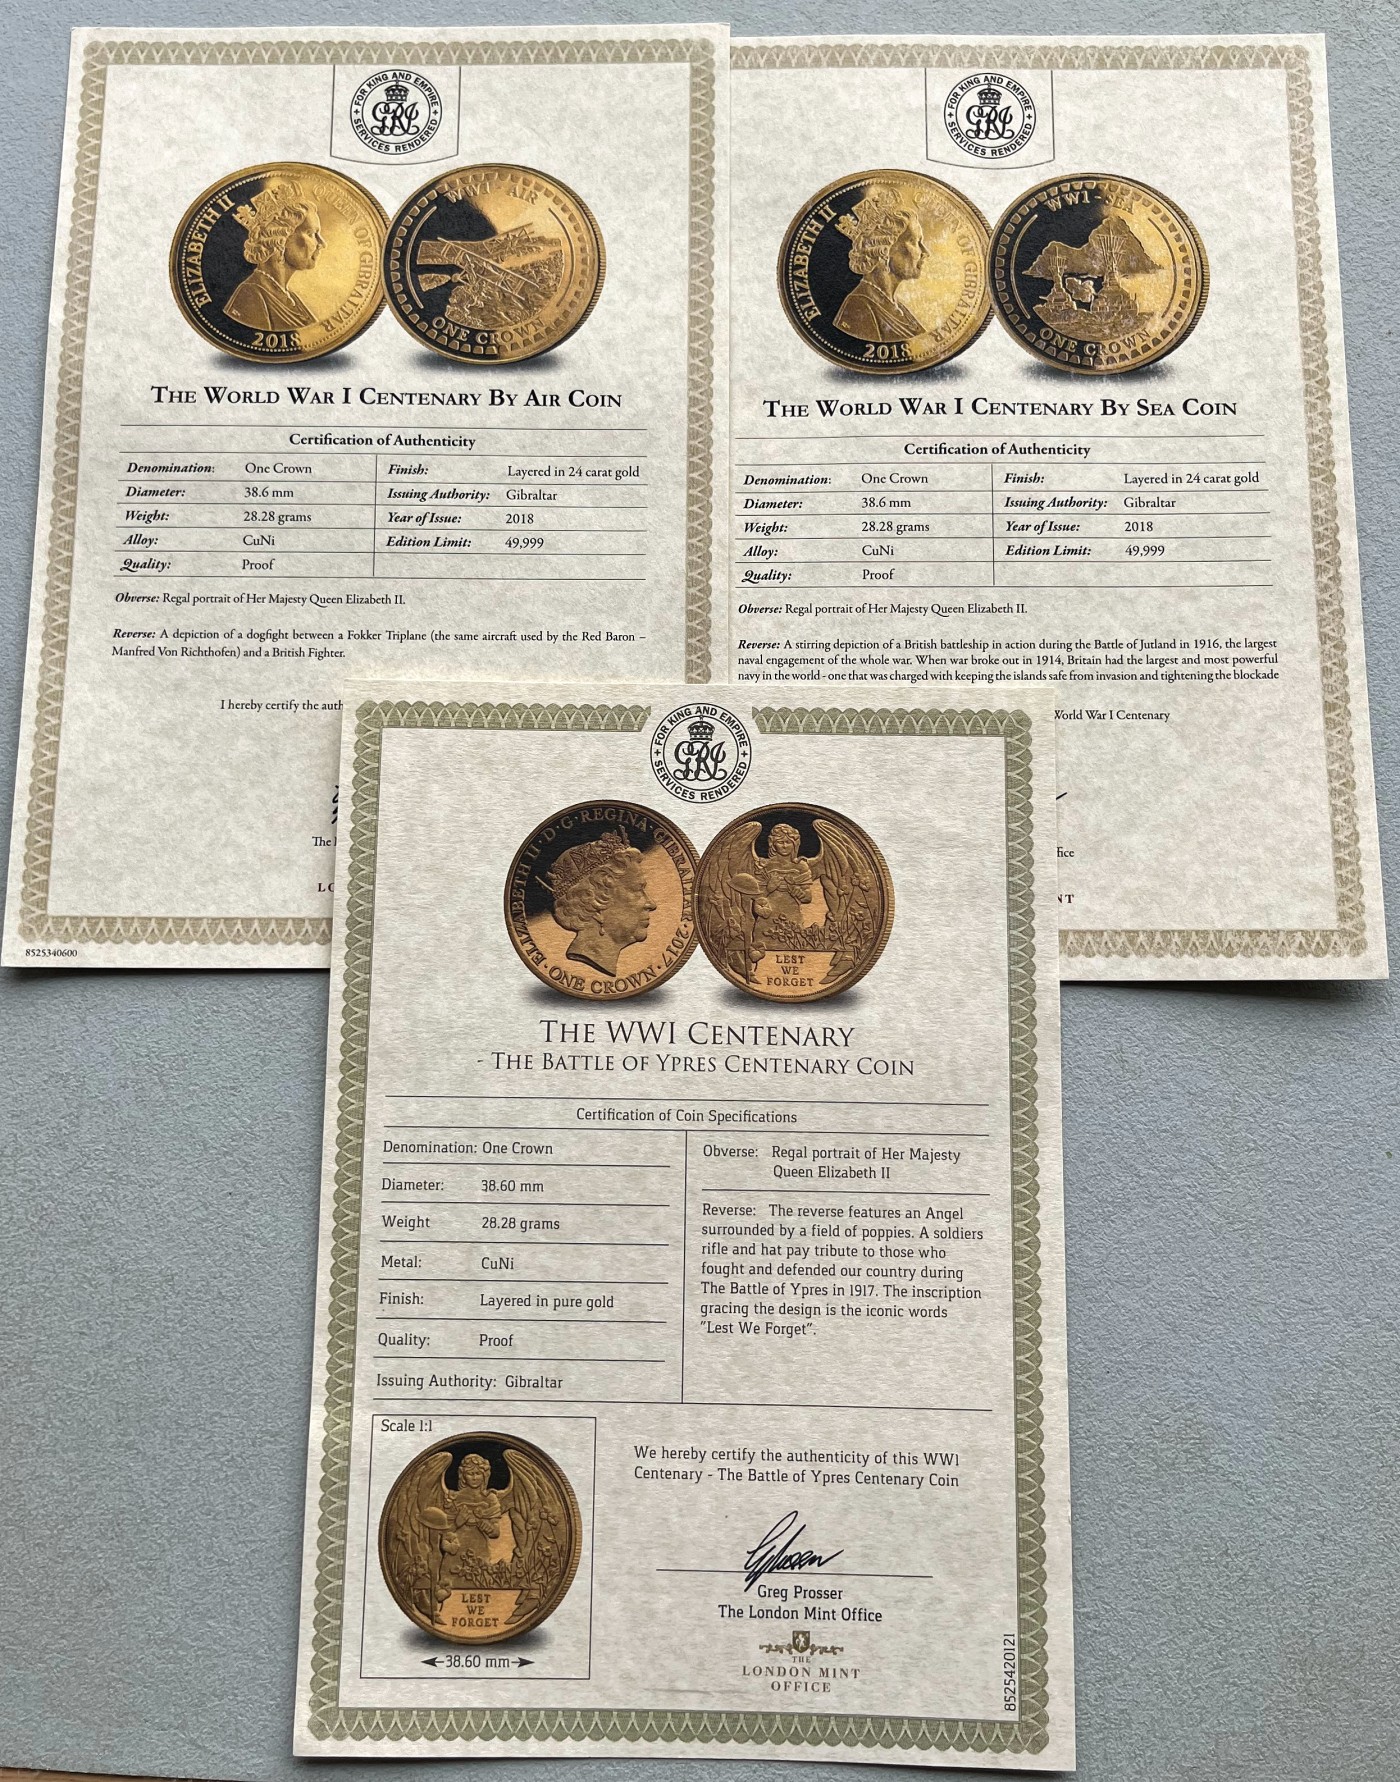 FOR KING AND EMPIRE
SERVICES RENDERED
ELIZABETH II
QUEEN OF GIBRALTAR
2018
WW1 - AIR
ONE CROWN
THE WORLD WAR I CENTENARY BY AIR COIN
Certification of Authenticity
Denomination: One Crown Finish: Layered in 24 carat gold
Diameter: 38.6 mm Issuing Authority: Gibraltar
Weight: 28.28 grams Year of Issue: 2018
Alloy: CuNi Edition Limit: 49,999
Quality: Proof
Obverse: Regal portrait of Her Majesty Queen Elizabeth II.
Reverse: A depiction of a dogfight between a Fokker Triplane (the same aircraft used by the Red Baron –
Manfred Von Richthofen) and a British Fighter.
I hereby certify the auth
The
8525340600
FOR KING AND EMPIRE
SERVICES RENDERED
ELIZABETH II
QUEEN OF GIBRALTAR
2018
WW1 - SEA
ONE CROWN
THE WORLD WAR I CENTENARY BY SEA COIN
Certification of Authenticity
Denomination: One Crown Finish: Layered in 24 carat gold
Diameter: 38.6 mm Issuing Authority: Gibraltar
Weight: 28.28 grams Year of Issue: 2018
Alloy: CuNi Edition Limit: 49,999
Quality: Proof
Obverse: Regal portrait of Her Majesty Queen Elizabeth II.
Reverse: A stirring depiction of a British battleship in action during the Battle of Jutland in 1916, the largest
naval engagement of the whole war. When war broke out in 1914, Britain had the largest and most powerful
navy in the world - one that was charged with keeping the islands safe from invasion and tightening the blockade
World War I Centenary
fice
NT
FOR KING AND EMPIRE
SERVICES RENDERED
ELIZABETH II · D · G · REGINA · GIBRALTAR · 2017
· ONE CROWN ·
LEST
WE
FORGET
THE WWI CENTENARY
- THE BATTLE OF YPRES CENTENARY COIN
Certification of Coin Specifications
Denomination: One Crown
Diameter: 38.60 mm
Weight 28.28 grams
Metal: CuNi
Finish: Layered in pure gold
Quality: Proof
Issuing Authority: Gibraltar
Obverse: Regal portrait of Her Majesty
Queen Elizabeth II
Reverse: The reverse features an Angel
surrounded by a field of poppies. A soldiers
rifle and hat pay tribute to those who
fought and defended our country during
The Battle of Ypres in 1917. The inscription
gracing the design is the iconic words
"Lest We Forget".
Scale 1:1
LEST
WE
FORGET
38.60 mm
We hereby certify the authenticity of this WW1
Centenary - The Battle of Ypres Centenary Coin
Greg Prosser
The London Mint Office
THE
LONDON MINT
OFFICE
8525420121